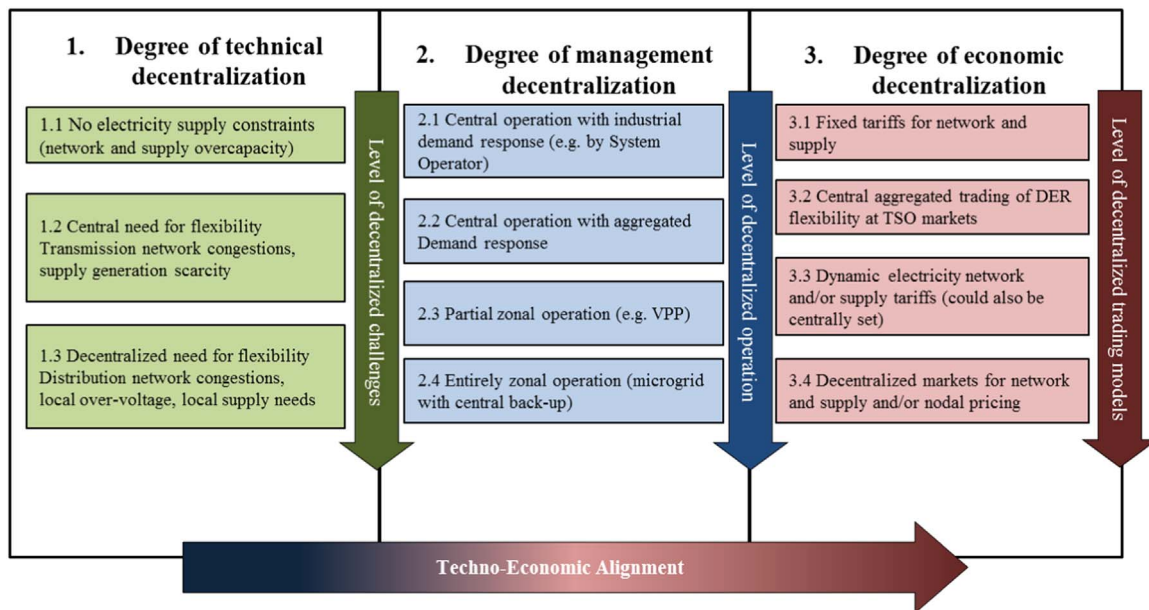 1. Degree of technical
decentralization
1.1 No electricity supply constraints
(network and supply overcapacity)
1.2 Central need for flexibility
Transmission network congestions,
supply generation scarcity
1.3 Decentralized need for flexibility
Distribution network congestions,
local over-voltage, local supply needs
Level of decentralized challenges
2. Degree of management
decentralization
2.1 Central operation with industrial
demand response (e.g. by System
Operator)
2.2 Central operation with aggregated
Demand response
2.3 Partial zonal operation (e.g. VPP)
2.4 Entirely zonal operation (microgrid
with central back-up)
Level of decentralized operation
3. Degree of economic
decentralization
3.1 Fixed tariffs for network and
supply
3.2 Central aggregated trading of DER
flexibility at TSO markets
3.3 Dynamic electricity network
and/or supply tariffs (could also be
centrally set)
3.4 Decentralized markets for network
and supply and/or nodal pricing
Level of decentralized trading models
Techno-Economic Alignment